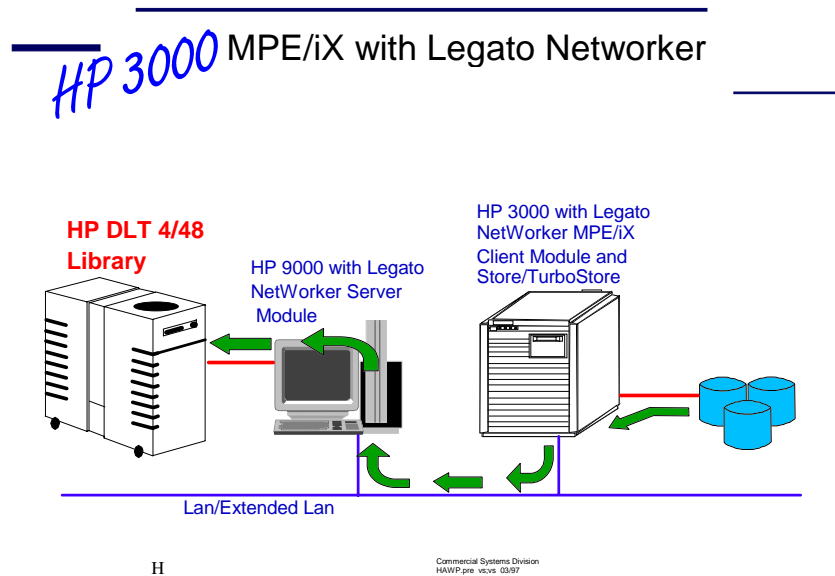 HP 3000 MPE/iX with Legato Networker
HP DLT 4/48
Library
HP 9000 with Legato
NetWorker Server
Module
HP 3000 with Legato
NetWorker MPE/iX
Client Module and
Store/TurboStore
Lan/Extended Lan
H
Commercial Systems Division
HAWP.pre vs;vs 03/97